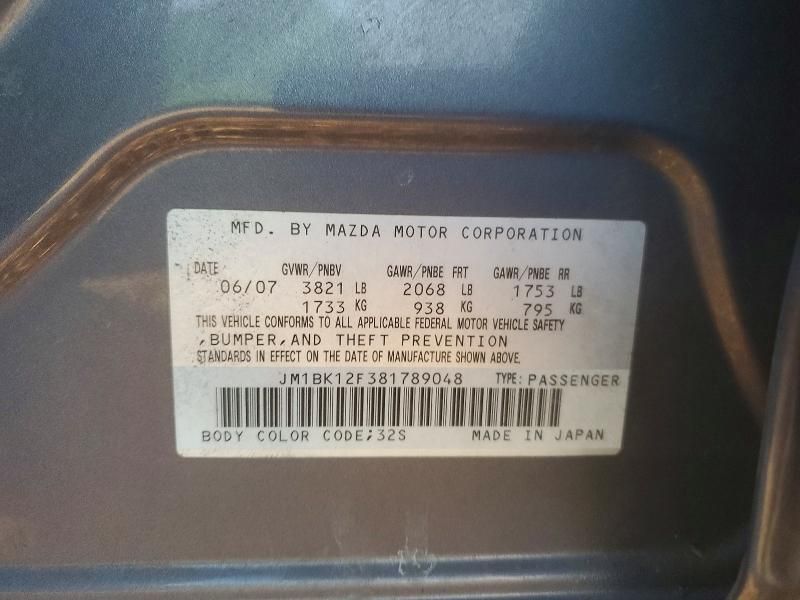 MFD. BY MAZDA MOTOR CORPORATION
DATE GVWR/PNBV GAWR/PNBE FRT GAWR/PNBE RR
06/07 3821 LB 2068 LB 1753 LB
1733 KG 938 KG 795 KG
THIS VEHICLE CONFORMS TO ALL APPLICABLE FEDERAL MOTOR VEHICLE SAFETY
,BUMPER,AND THEFT PREVENTION
STANDARDS IN EFFECT ON THE DATE OF MANUFACTURE SHOWN ABOVE.
JM1BK12F381789048 TYPE: PASSENGER
BODY COLOR CODE;32S MADE IN JAPAN